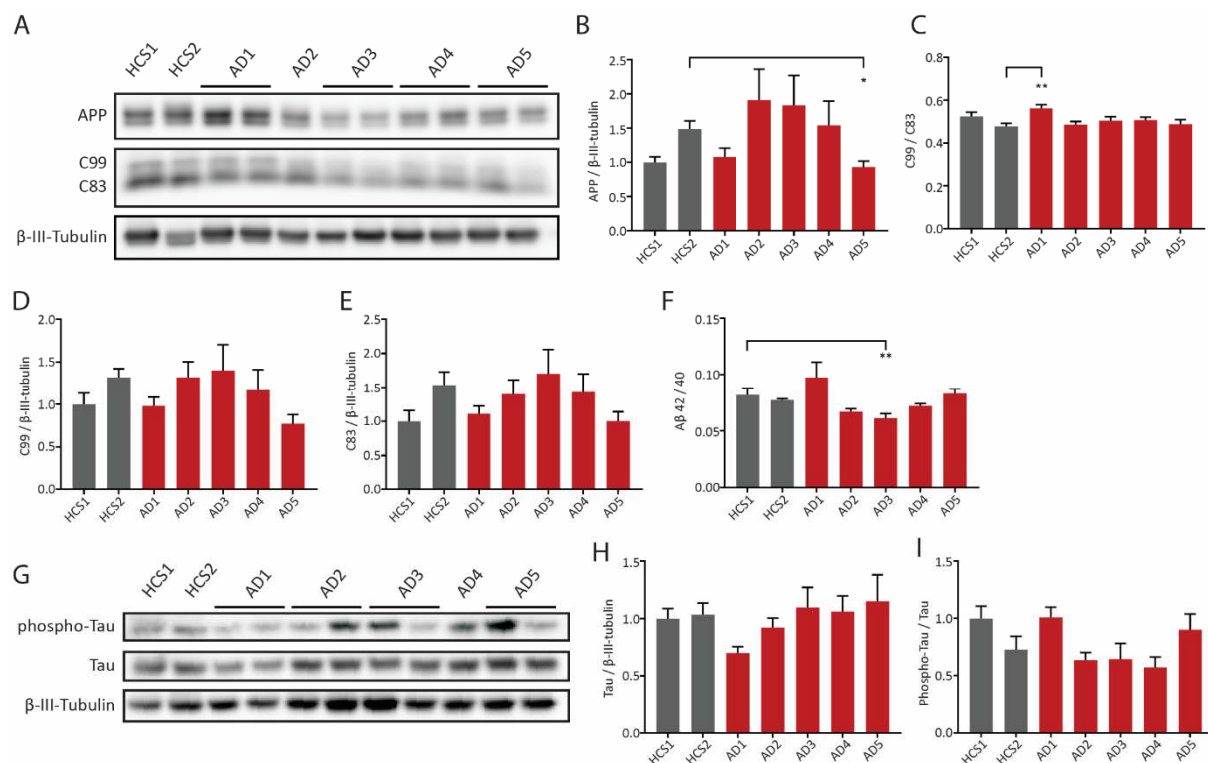 A
HCS1 HCS2 AD1 AD2 AD3 AD4 AD5
APP
C99
C83
β-III-Tubulin
B
APP / β-III-tubulin
2.5
2.0
1.5
1.0
0.5
0.0
*
HCS1 HCS2 AD1 AD2 AD3 AD4 AD5
C
C99 / C83
0.8
0.6
0.4
0.2
0.0
**
HCS1 HCS2 AD1 AD2 AD3 AD4 AD5
D
C99 / β-III-tubulin
2.0
1.5
1.0
0.5
0.0
HCS1 HCS2 AD1 AD2 AD3 AD4 AD5
E
C83 / β-III-tubulin
2.5
2.0
1.5
1.0
0.5
0.0
HCS1 HCS2 AD1 AD2 AD3 AD4 AD5
F
Aβ 42 / 40
0.15
0.10
0.05
0.00
**
HCS1 HCS2 AD1 AD2 AD3 AD4 AD5
G
HCS1 HCS2 AD1 AD2 AD3 AD4 AD5
phospho-Tau
Tau
β-III-Tubulin
H
Tau / β-III-tubulin
1.5
1.0
0.5
0.0
HCS1 HCS2 AD1 AD2 AD3 AD4 AD5
I
Phospho-Tau / Tau
1.5
1.0
0.5
0.0
HCS1 HCS2 AD1 AD2 AD3 AD4 AD5